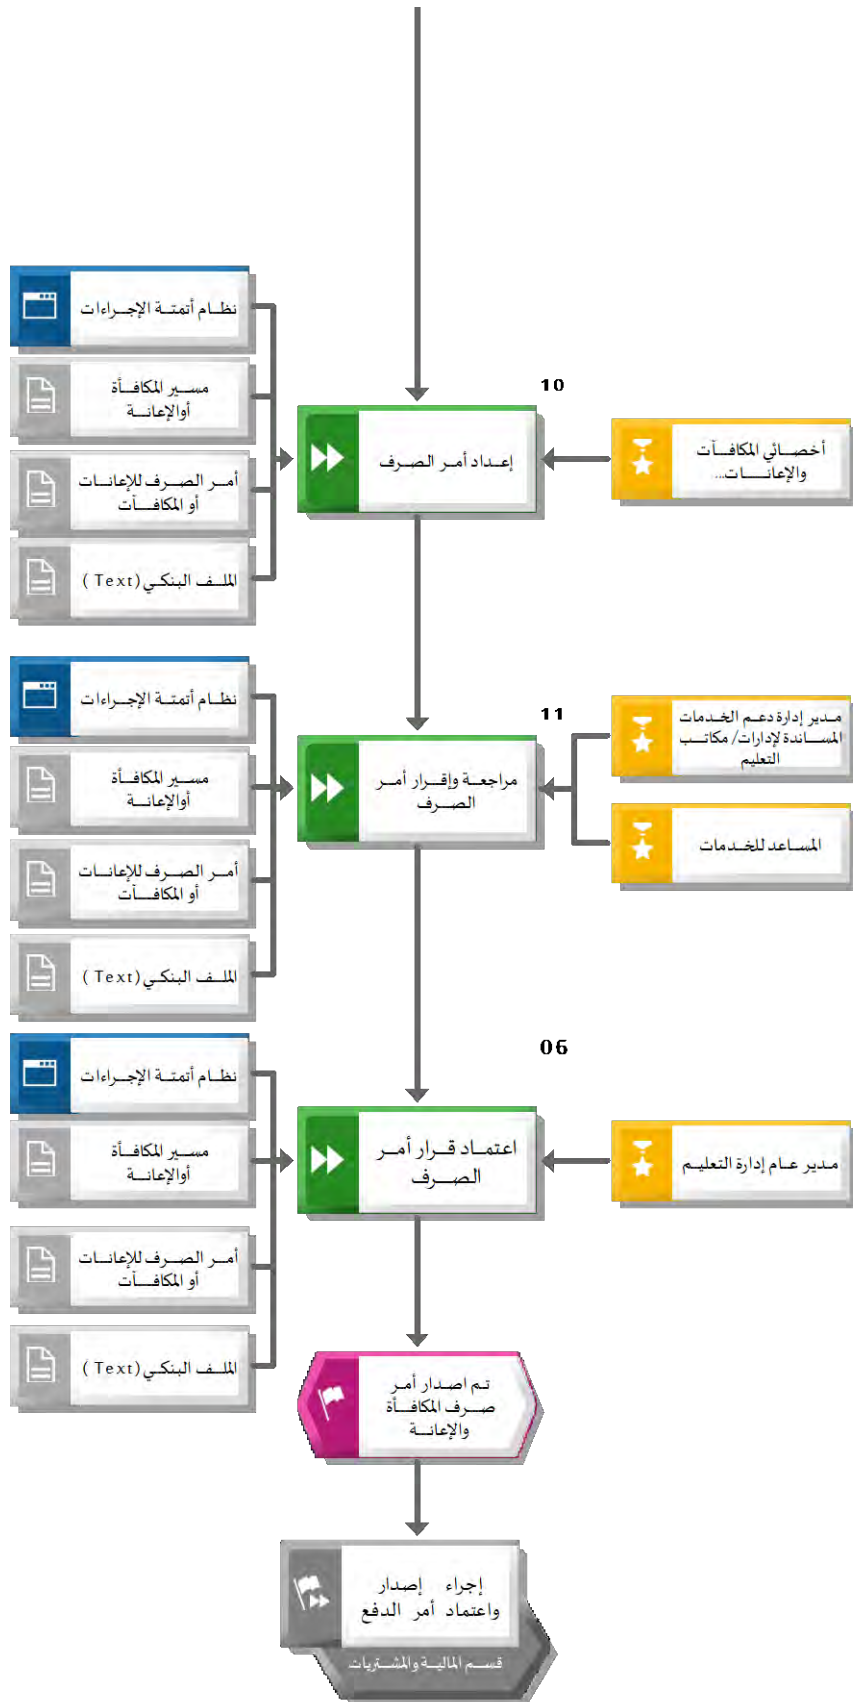 10
نظام أتمتة الإجراءات
مسير المكافأة
أوالإعانة
أمر الصرف للإعانات
أو المكافآت
الملف البنكي (Text )
إعداد أمر الصرف
أخصائي المكافآت
والإعانات...
11
نظام أتمتة الإجراءات
مسير المكافأة
أوالإعانة
أمر الصرف للإعانات
أو المكافآت
الملف البنكي (Text )
مراجعة وإقرار أمر
الصرف
مدير إدارة دعم الخدمات
المساندة لإدارات/ مكاتب
التعليم
المساعد للخدمات
06
نظام أتمتة الإجراءات
مسير المكافأة
أوالإعانة
أمر الصرف للإعانات
أو المكافآت
الملف البنكي (Text )
اعتماد قرار أمر
الصرف
مدير عام إدارة التعليم
تم اصدار أمر
صرف المكافأة
والإعانة
إجراء إصدار
واعتماد أمر الدفع
قسم المالية والمشتريات